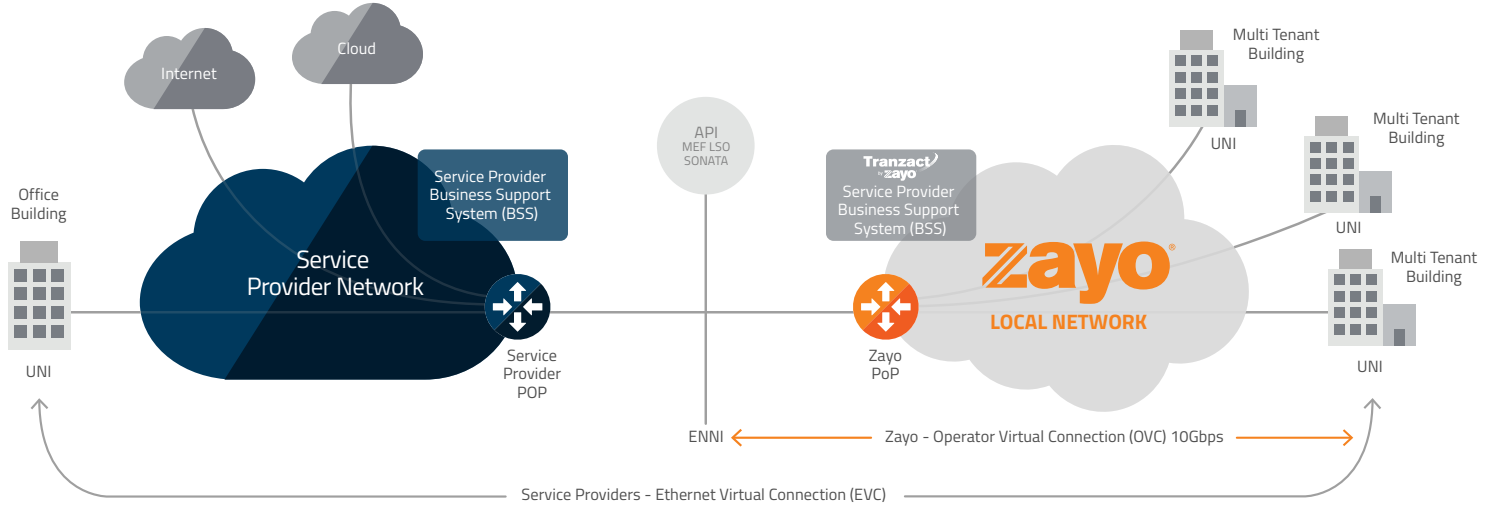 Internet
Cloud
Office
Building
UNI
Service
Provider Network
Service Provider
Business Support
System (BSS)
Service
Provider
POP
API
MEF LSO
SONATA
ENNI
Tranzact
by zayo
Service Provider
Business Support
System (BSS)
zayo®
LOCAL NETWORK
Zayo
PoP
Multi Tenant
Building
UNI
Multi Tenant
Building
UNI
Multi Tenant
Building
UNI
Zayo - Operator Virtual Connection (OVC) 10Gbps
Service Providers - Ethernet Virtual Connection (EVC)